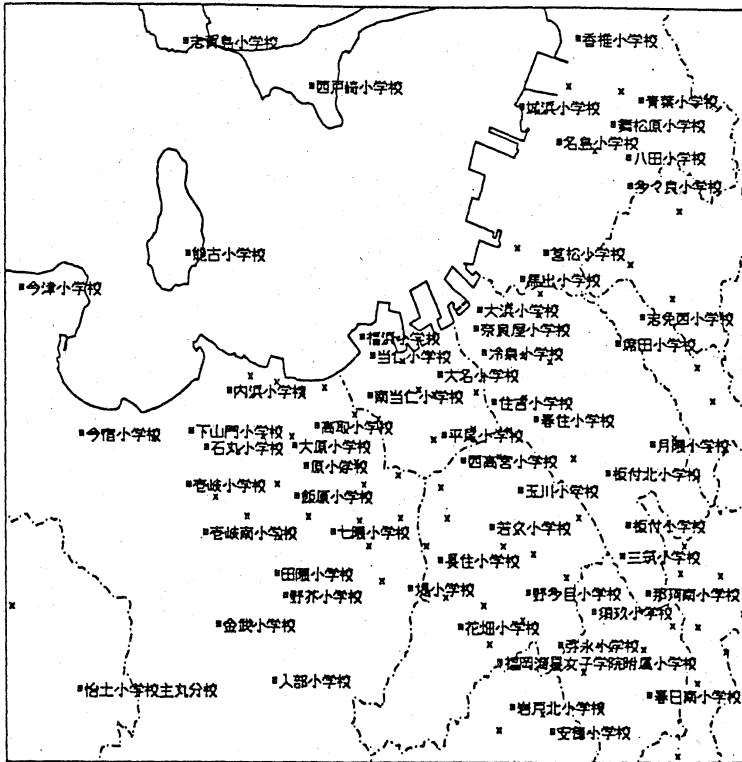 香椎小学校
志賀島小学校
西戸崎小学校
青葉小学校
城浜小学校
舞松原小学校
名島小学校
八田小学校
多々良小学校
能古小学校
筥松小学校
馬出小学校
今津小学校
大浜小学校
志免西小学校
奈良屋小学校
福浜小学校
席田小学校
当仁小学校
冷泉小学校
大名小学校
内浜小学校
南当仁小学校
住吉小学校
春住小学校
高取小学校
今宿小学校
下山門小学校
平尾小学校
石丸小学校
大原小学校
月隈小学校
原小学校
西高宮小学校
板付北小学校
壱岐小学校
飯原小学校
玉川小学校
壱岐南小学校
七隈小学校
若久小学校
板付小学校
長住小学校
三筑小学校
田隈小学校
野芥小学校
堤小学校
野多目小学校
那珂南小学校
須玖小学校
金武小学校
花畑小学校
弥永小学校
福岡海星女子学院附属小学校
入部小学校
怡土小学校王丸分校
春日南小学校
岩戸北小学校
安徳小学校